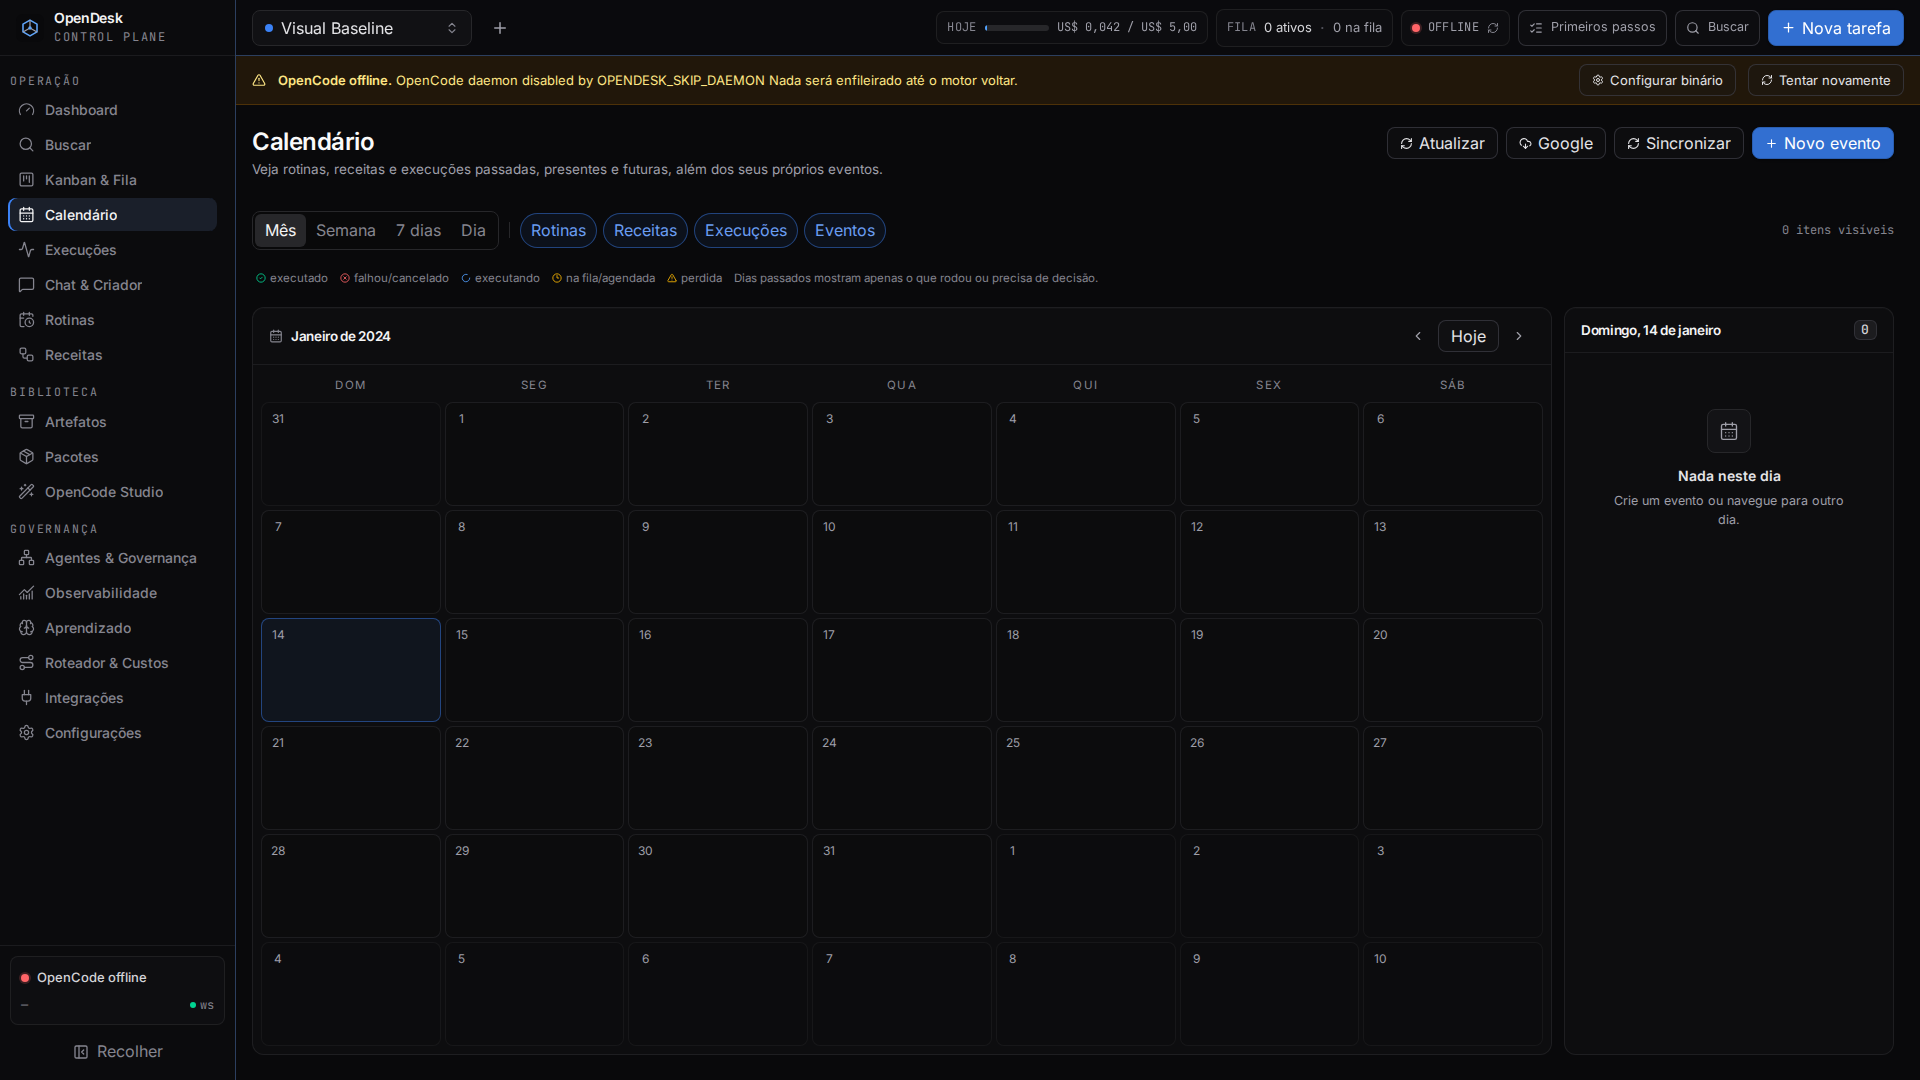 OpenDesk
CONTROL PLANE
OPERAÇÃO
Dashboard
Buscar
Kanban & Fila
Calendário
Execuções
Chat & Criador
Rotinas
Receitas
BIBLIOTECA
Artefatos
Pacotes
OpenCode Studio
GOVERNANÇA
Agentes & Governança
Observabilidade
Aprendizado
Roteador & Custos
Integrações
Configurações
OpenCode offline
— ws
Recolher
Visual Baseline
HOJE US$ 0,042 / US$ 5,00
FILA 0 ativos · 0 na fila
OFFLINE
Primeiros passos
Buscar
Nova tarefa
OpenCode offline. OpenCode daemon disabled by OPENDESK_SKIP_DAEMON Nada será enfileirado até o motor voltar.
Configurar binário
Tentar novamente
Calendário
Veja rotinas, receitas e execuções passadas, presentes e futuras, além dos seus próprios eventos.
Atualizar
Google
Sincronizar
Novo evento
Mês Semana 7 dias Dia
Rotinas Receitas Execuções Eventos
0 itens visíveis
executado falhou/cancelado executando na fila/agendada perdida Dias passados mostram apenas o que rodou ou precisa de decisão.
Janeiro de 2024
Hoje
DOM SEG TER QUA QUI SEX SÁB
31 1 2 3 4 5 6
7 8 9 10 11 12 13
14 15 16 17 18 19 20
21 22 23 24 25 26 27
28 29 30 31 1 2 3
4 5 6 7 8 9 10
Domingo, 14 de janeiro
0
Nada neste dia
Crie um evento ou navegue para outro
dia.